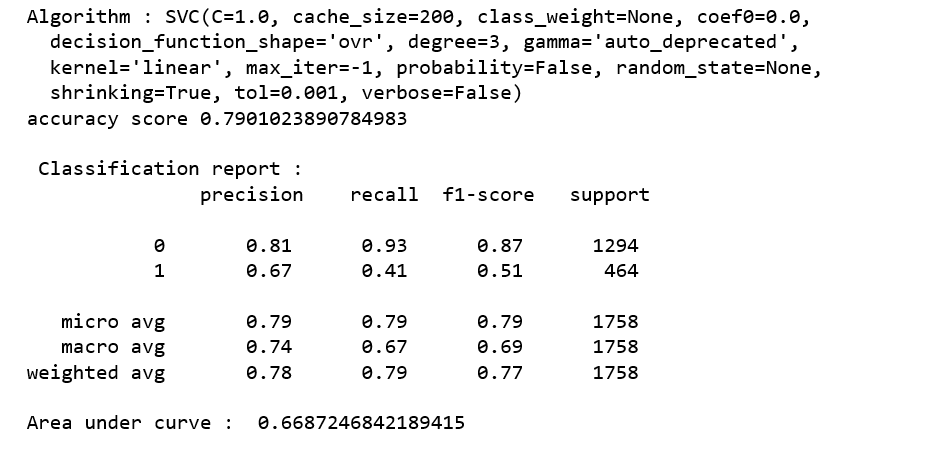 Algorithm : SVC(C=1.0, cache_size=200, class_weight=None, coef0=0.0,
decision_function_shape='ovr', degree=3, gamma='auto_deprecated',
kernel='linear', max_iter=-1, probability=False, random_state=None,
shrinking=True, tol=0.001, verbose=False)
accuracy score 0.7901023890784983
Classification report :
precision recall f1-score support
0 0.81 0.93 0.87 1294
1 0.67 0.41 0.51 464
micro avg 0.79 0.79 0.79 1758
macro avg 0.74 0.67 0.69 1758
weighted avg 0.78 0.79 0.77 1758
Area under curve : 0.6687246842189415